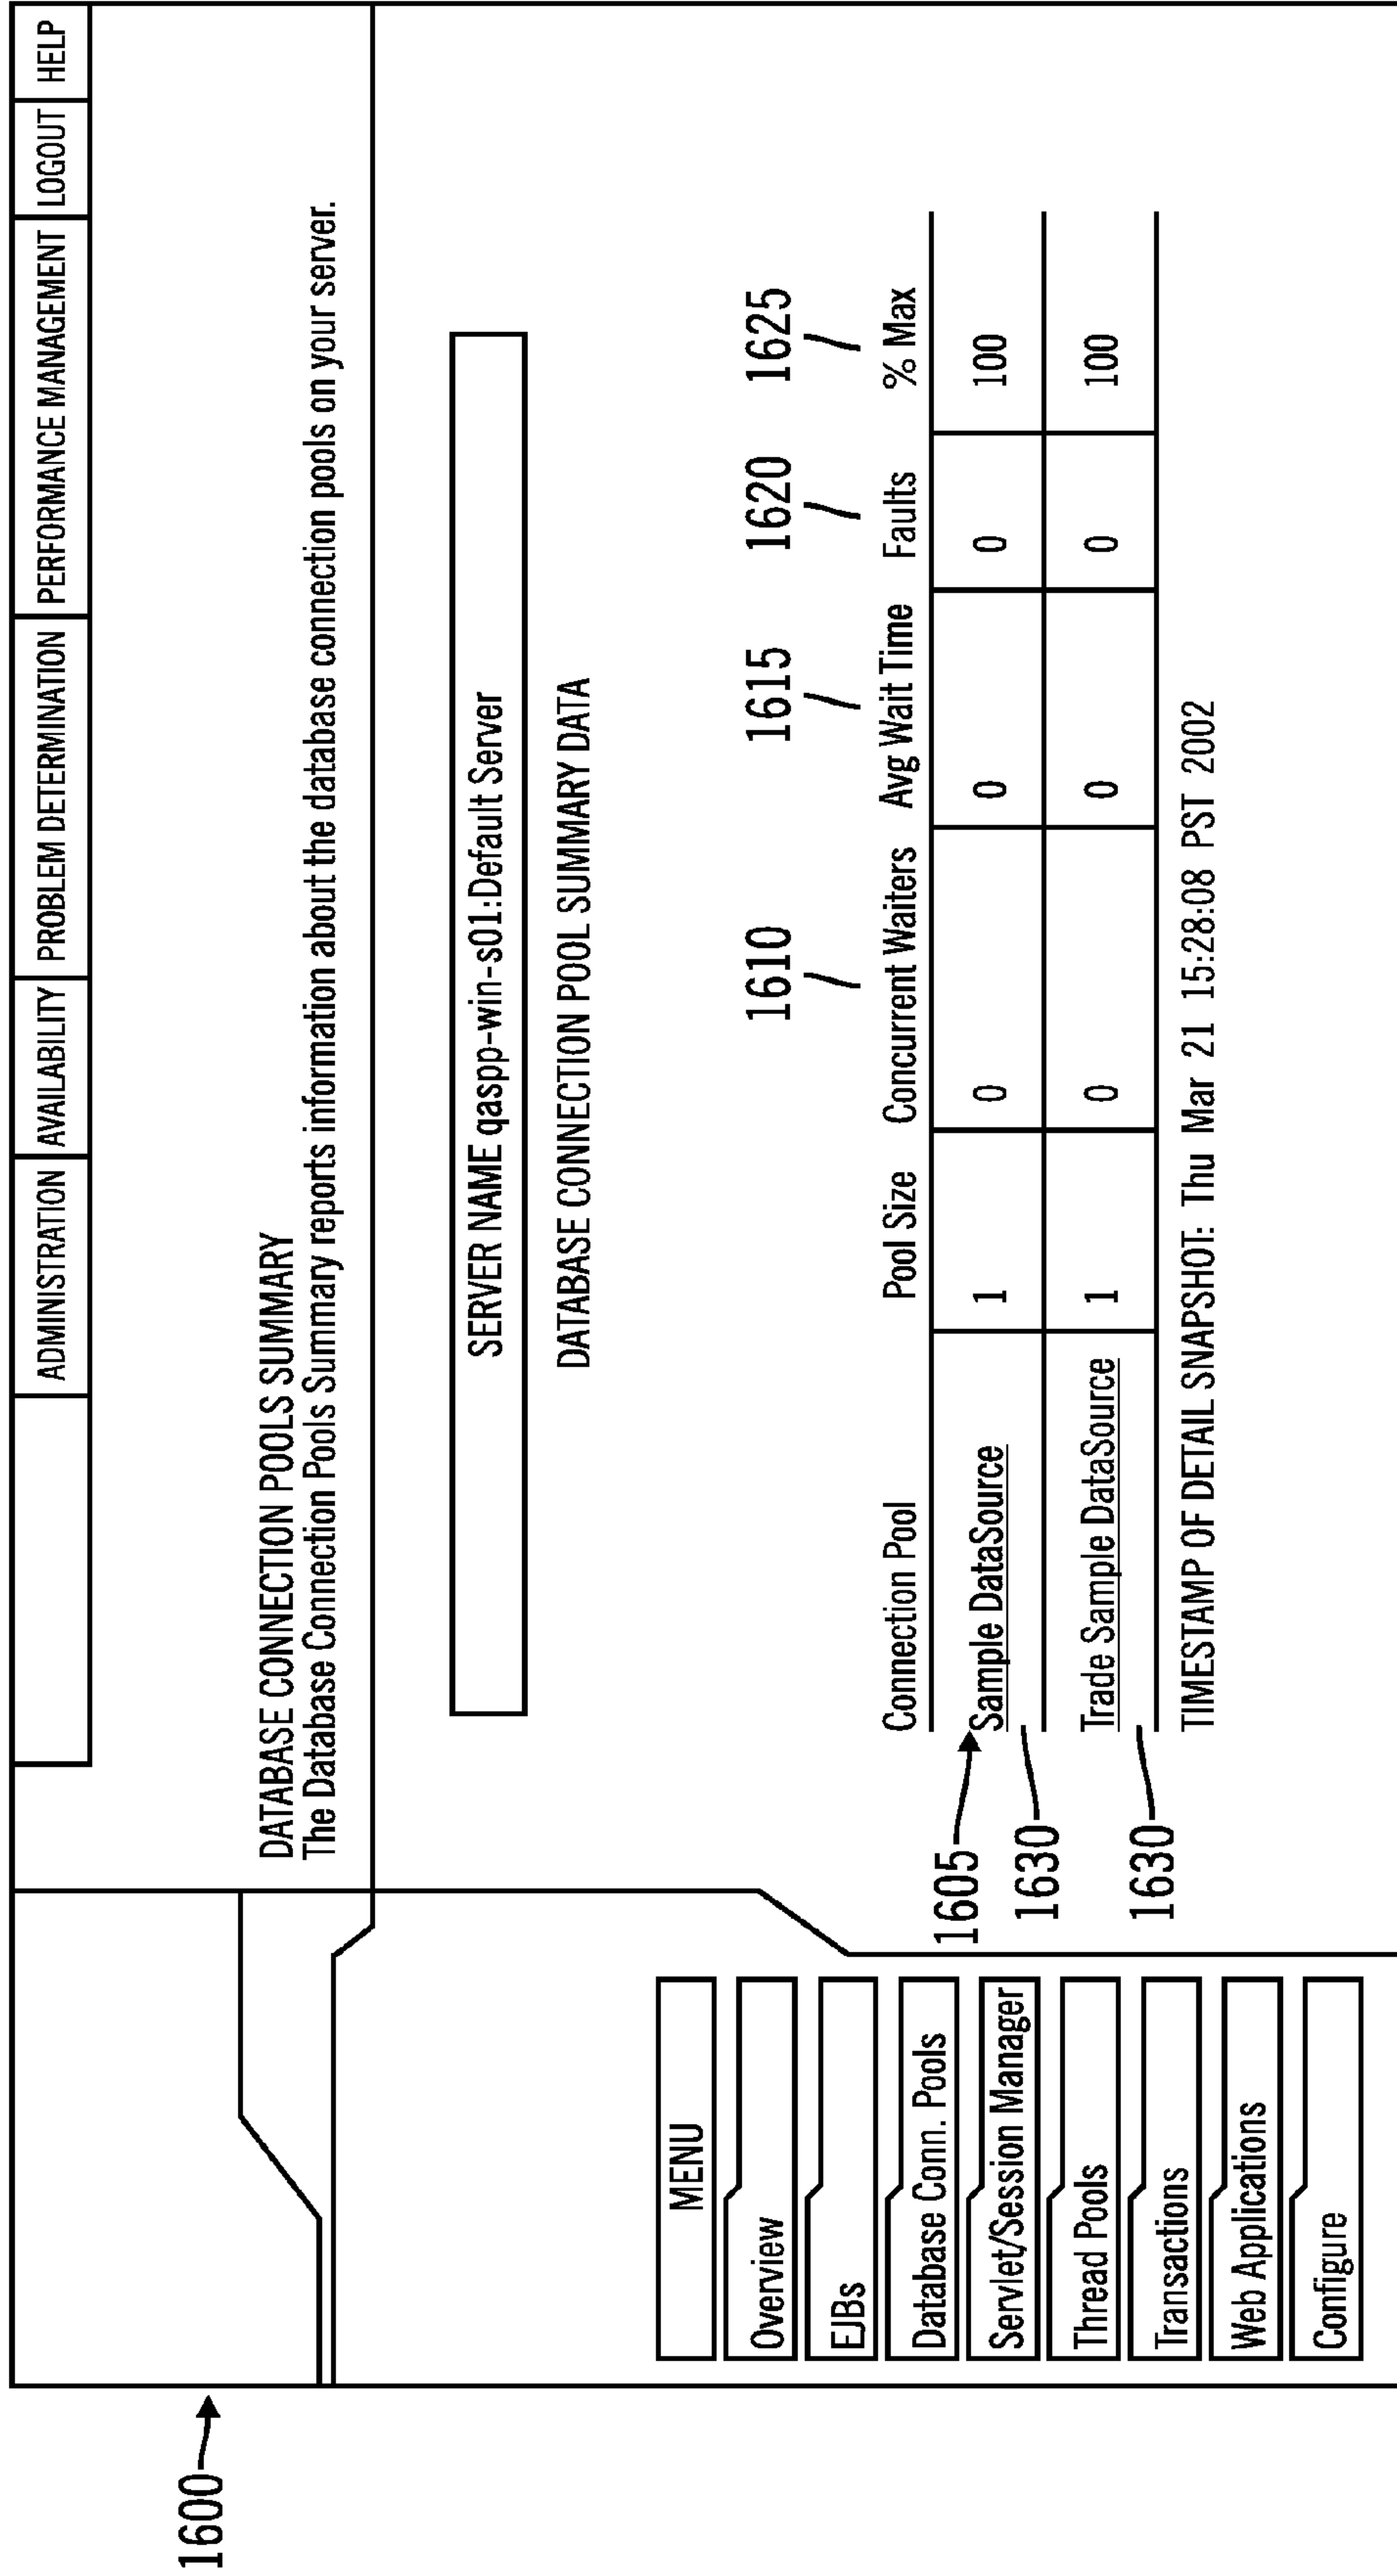 1600
ADMINISTRATION AVAILABILITY PROBLEM DETERMINATION PERFORMANCE MANAGEMENT LOGOUT HELP
DATABASE CONNECTION POOLS SUMMARY
The Database Connection Pools Summary reports information about the database connection pools on your server.
SERVER NAME qaspp-win-s01:Default Server
DATABASE CONNECTION POOL SUMMARY DATA
MENU
Overview
EJBs
Database Conn. Pools
Servlet/Session Manager
Thread Pools
Transactions
Web Applications
Configure
1610 1615 1620 1625
Connection Pool Pool Size Concurrent Waiters Avg Wait Time Faults % Max
1605
Sample DataSource 1 0 0 0 100
1630
Trade Sample DataSource 1 0 0 0 100
1630
TIMESTAMP OF DETAIL SNAPSHOT: Thu Mar 21 15:28:08 PST 2002